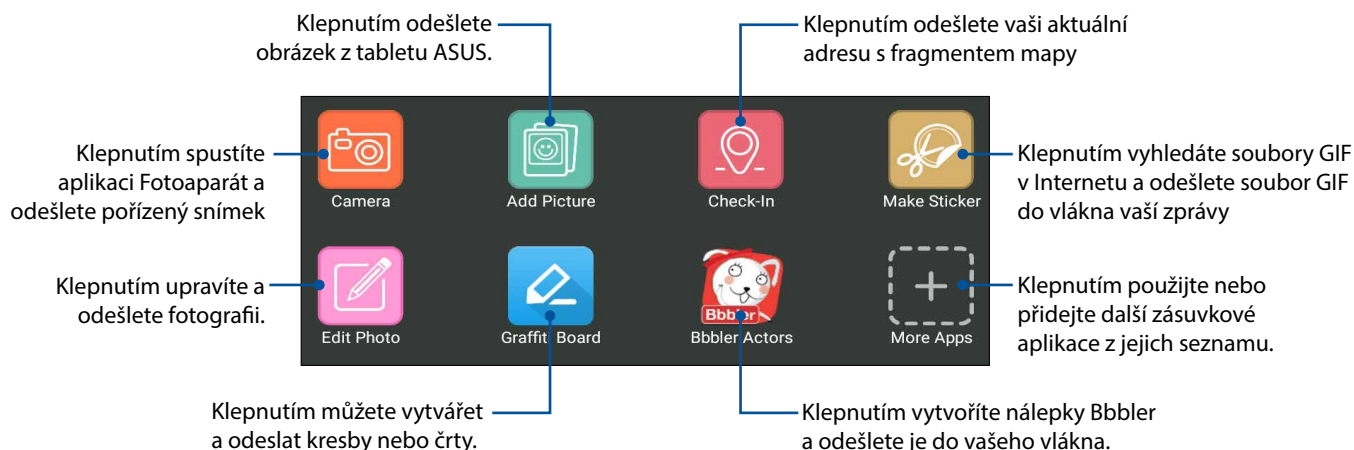 Klepnutím odešlete
obrázek z tabletu ASUS.
Klepnutím odešlete vaši aktuální
adresu s fragmentem mapy
Klepnutím spustíte
aplikaci Fotoaparát a
odešlete pořízený snímek
Camera
Add Picture
Check-In
Make Sticker
Klepnutím vyhledáte soubory GIF
v Internetu a odešlete soubor GIF
do vlákna vaší zprávy
Klepnutím upravíte a
odešlete fotografii.
Bbbler
Edit Photo
Graffiti Board
Bbbler Actors
More Apps
Klepnutím použijte nebo
přidejte další zásuvkové
aplikace z jejich seznamu.
Klepnutím můžete vytvářet
a odeslat kresby nebo črty.
Klepnutím vytvoříte nálepky Bbbler
a odešlete je do vašeho vlákna.